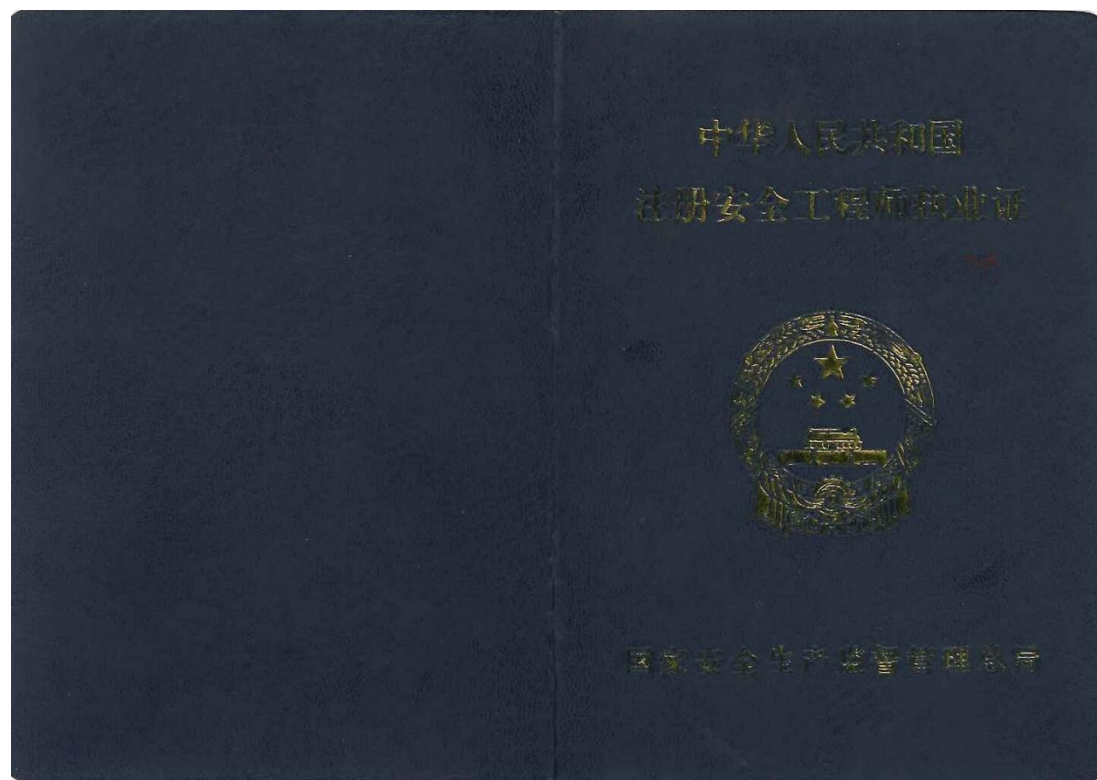 中华人民共和国
注册安全工程师执业证
国家安全生产监督管理总局